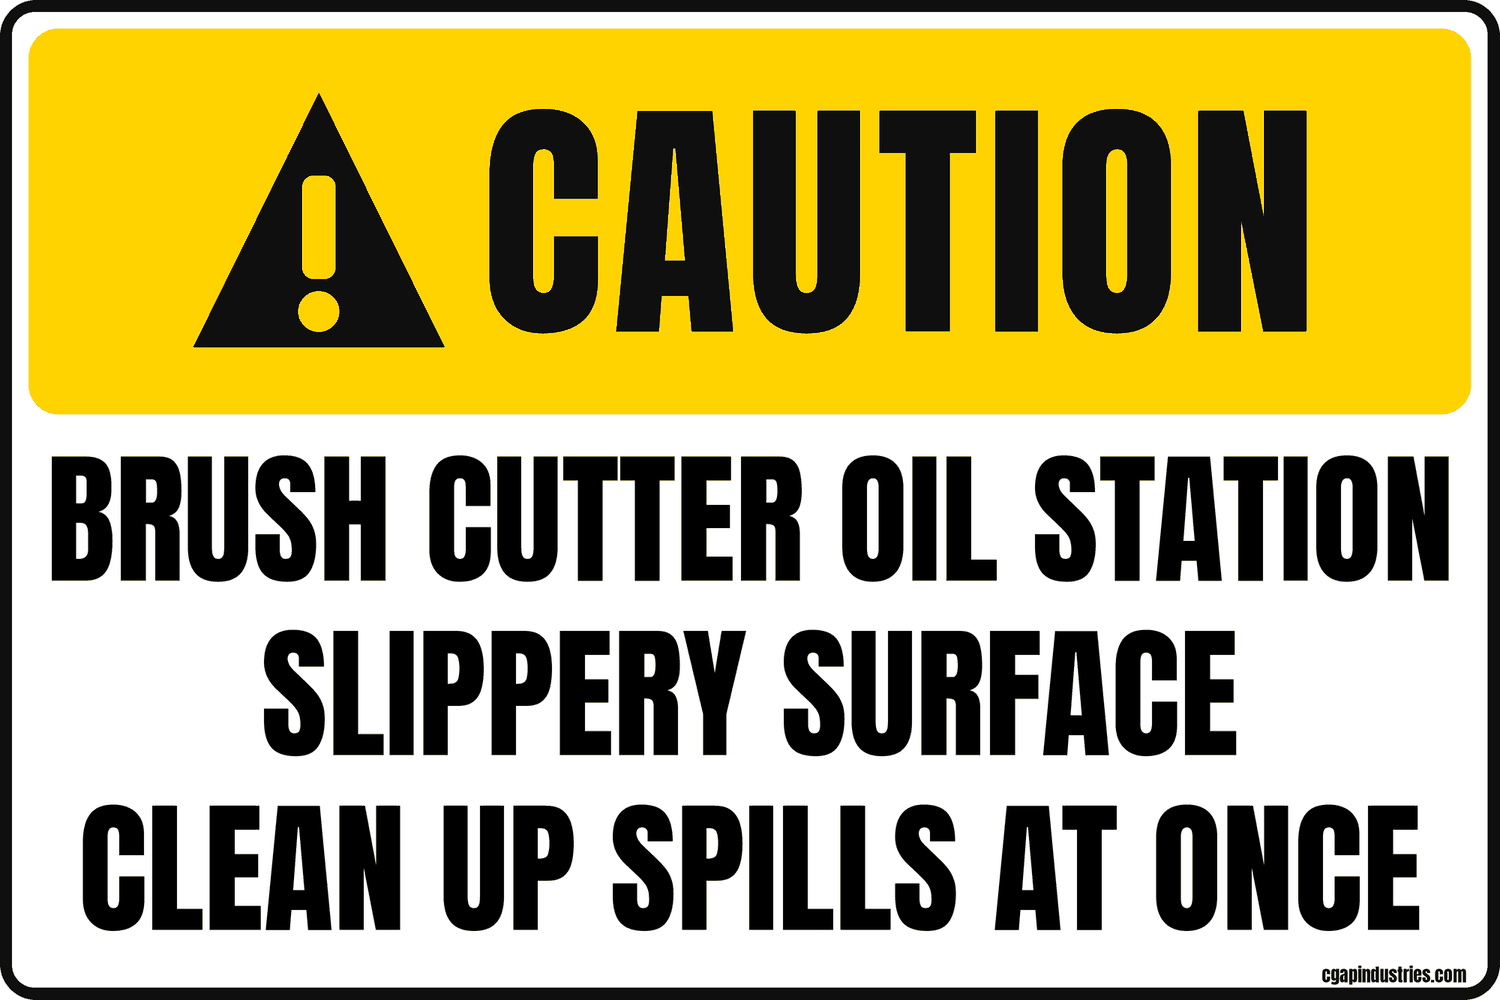 CAUTION
BRUSH CUTTER OIL STATION
SLIPPERY SURFACE
CLEAN UP SPILLS AT ONCE
cgapindustries.com